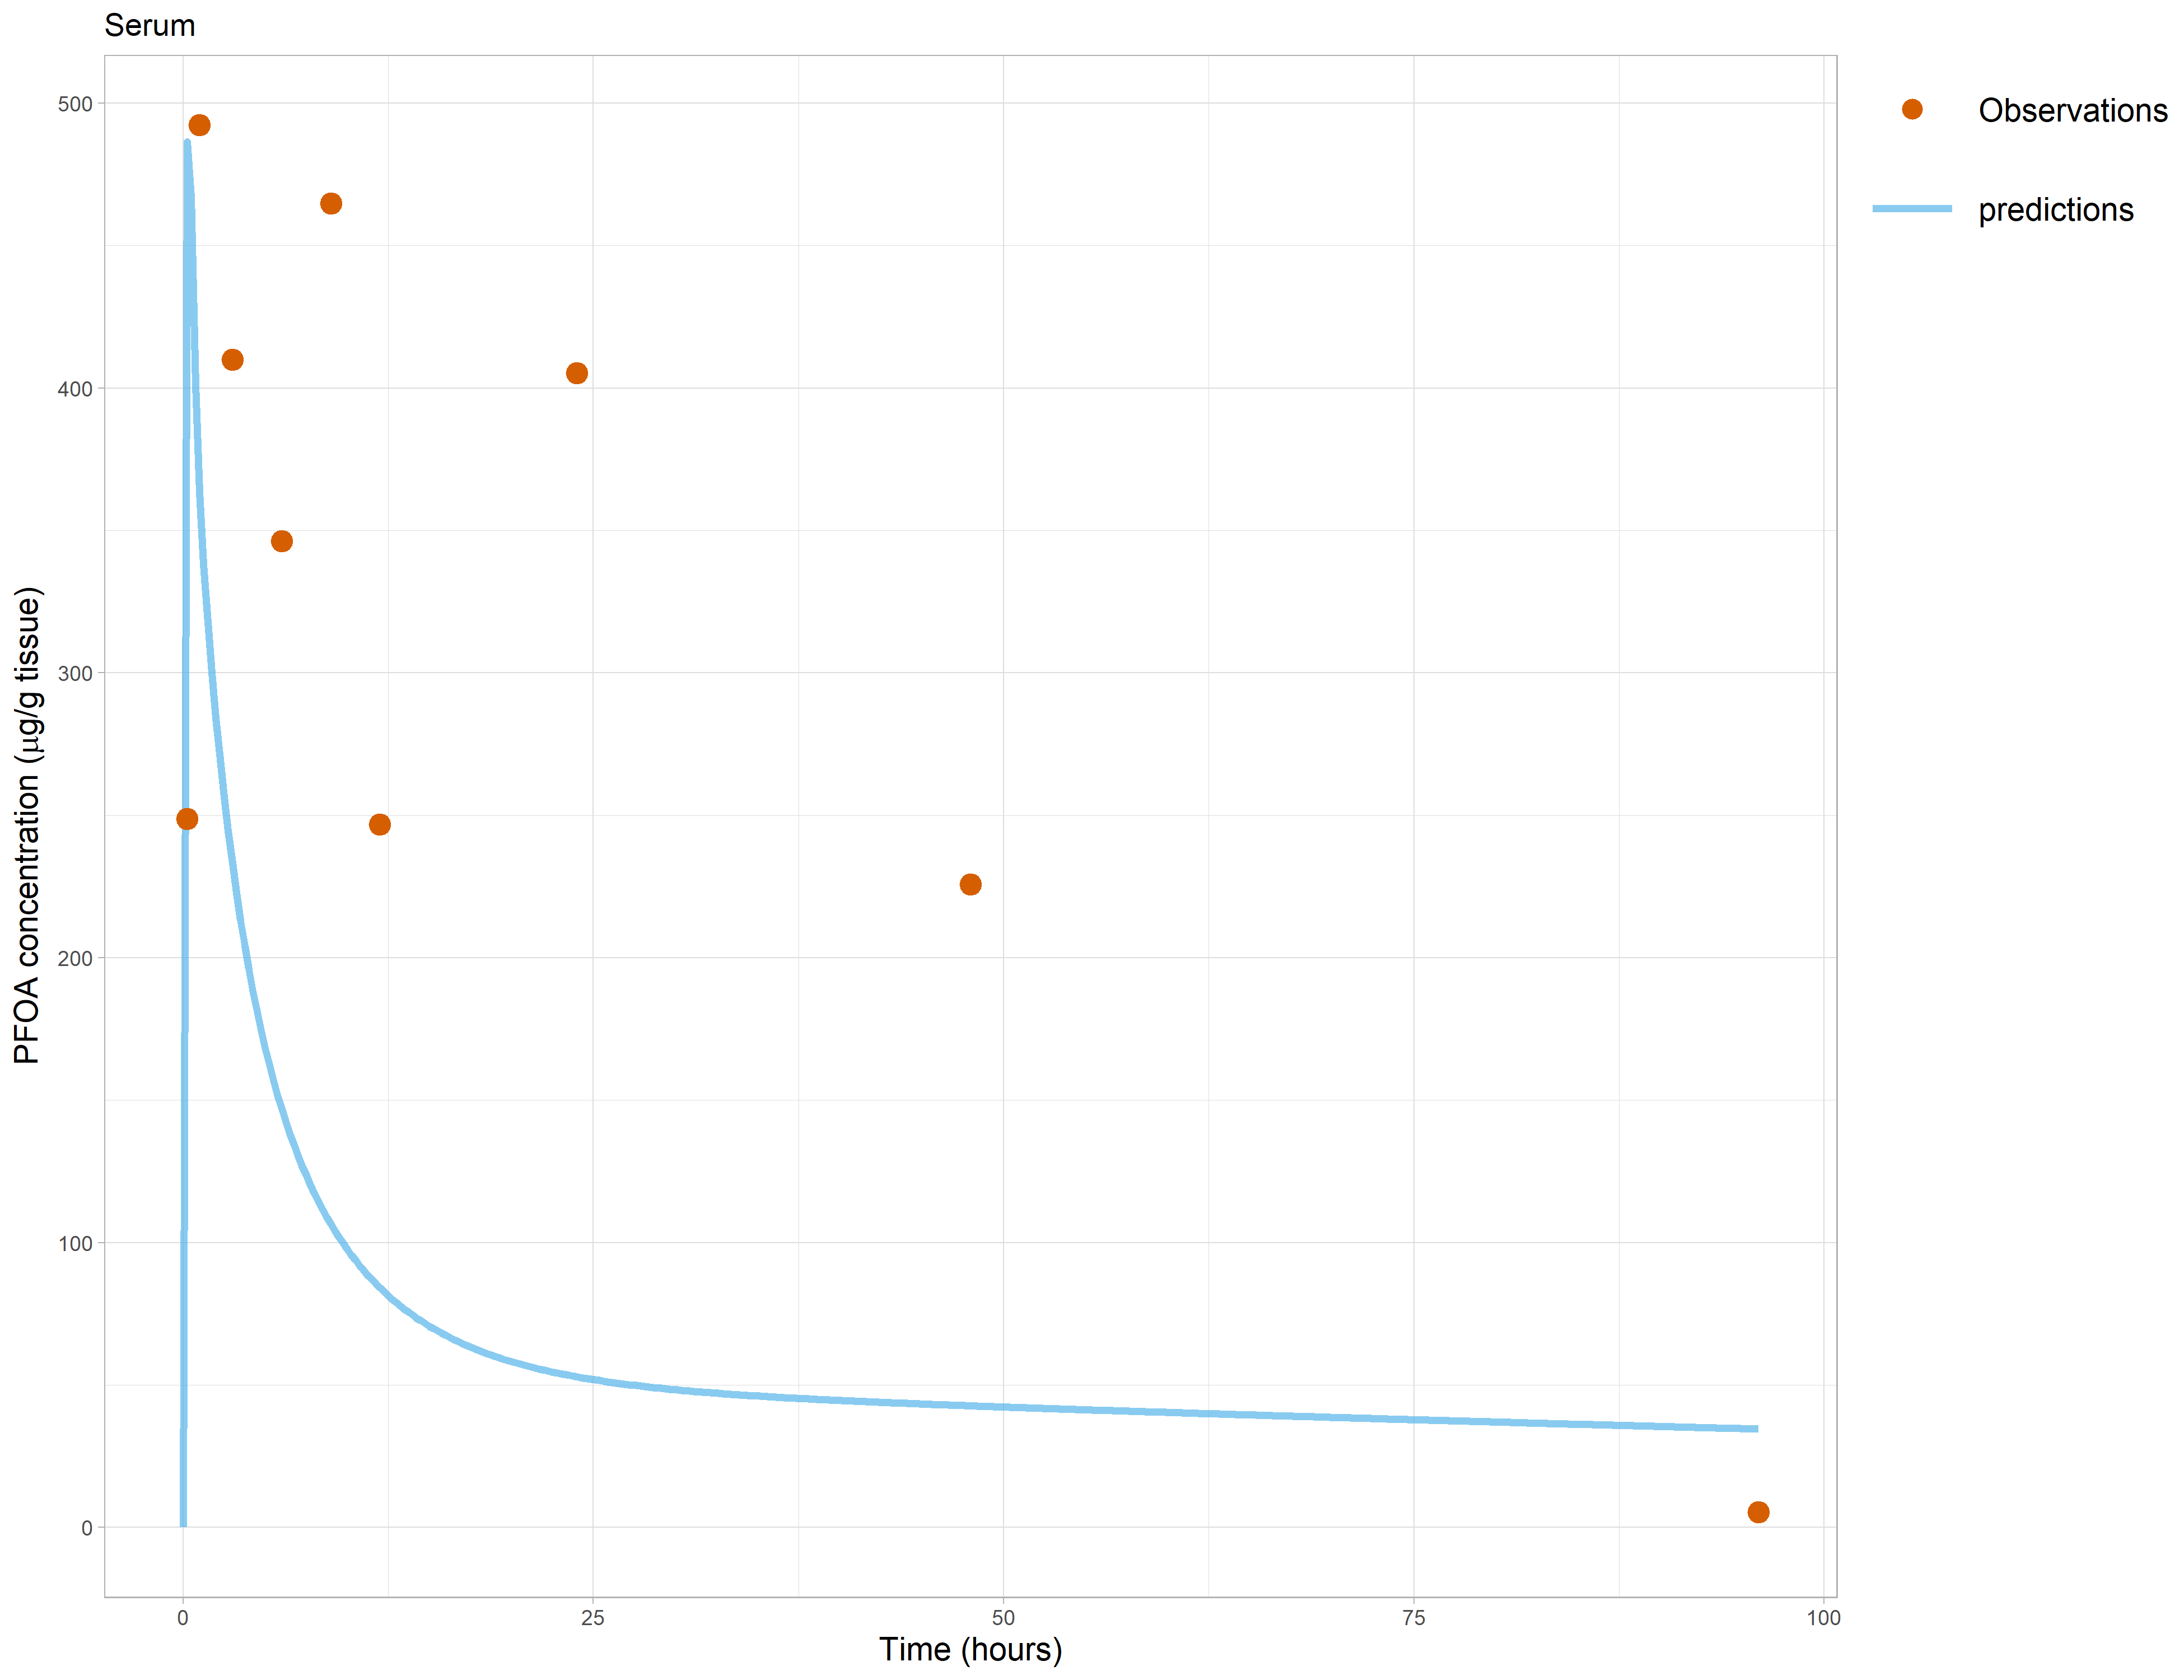 Serum
500
400
300
200
100
0
PFOA concentration (μg/g tissue)
0 25 50 75 100
Time (hours)
Observations
predictions